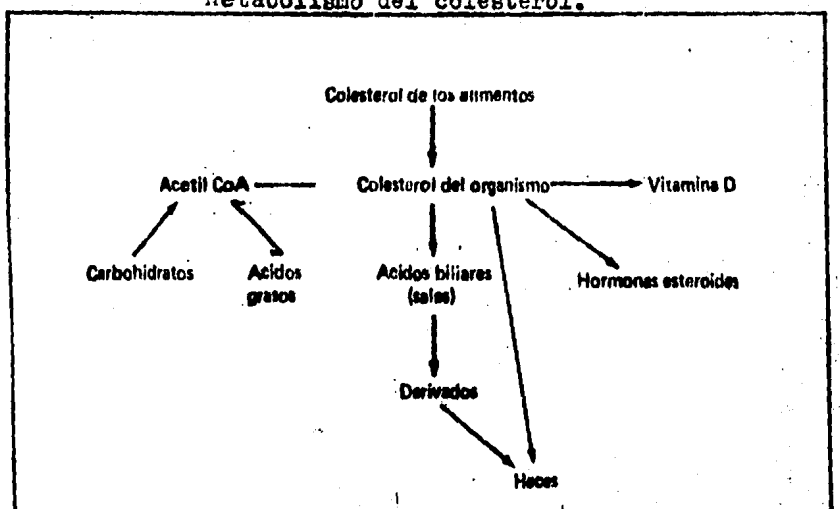 Metabolismo del colesterol.
Colesterol de los alimentos
Acetil CoA
Colesterol del organismo
Vitamina D
Carbohidratos
Acidos
grasos
Acidos biliares
(sales)
Hormonas esteroides
Derivados
Heces